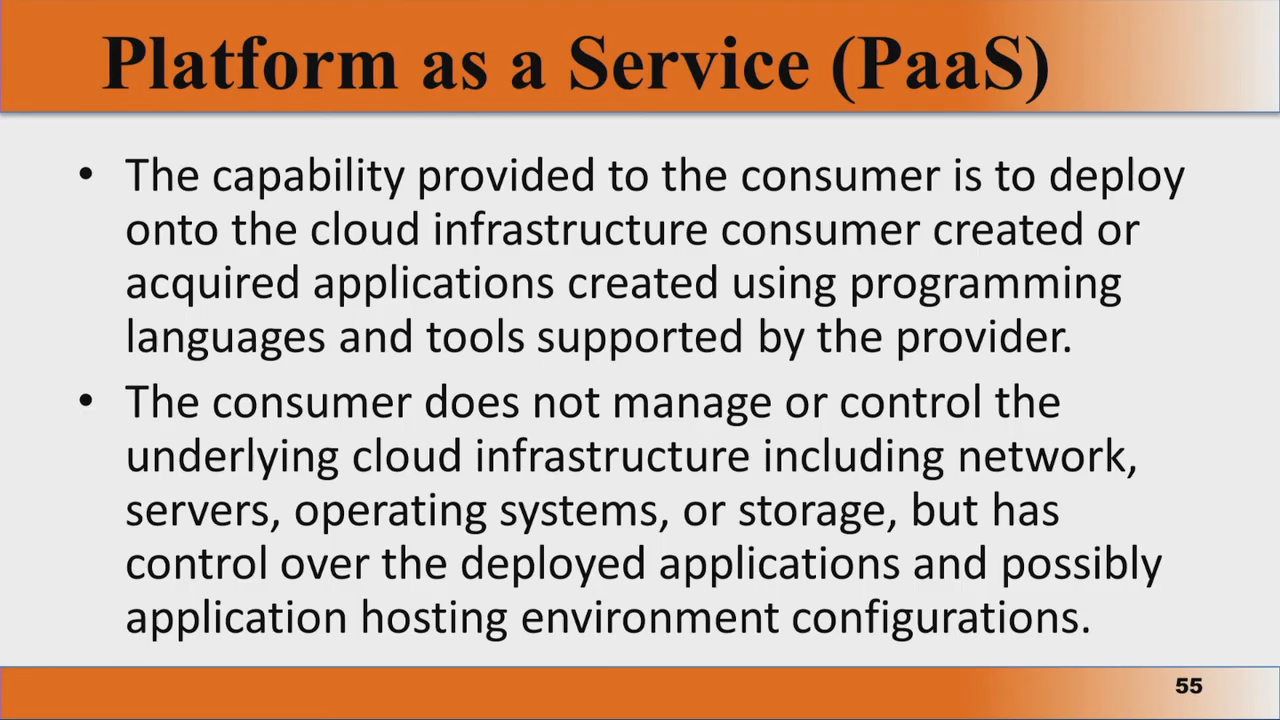 Platform as a Service (PaaS)
• The capability provided to the consumer is to deploy
onto the cloud infrastructure consumer created or
acquired applications created using programming
languages and tools supported by the provider.
• The consumer does not manage or control the
underlying cloud infrastructure including network,
servers, operating systems, or storage, but has
control over the deployed applications and possibly
application hosting environment configurations.
55